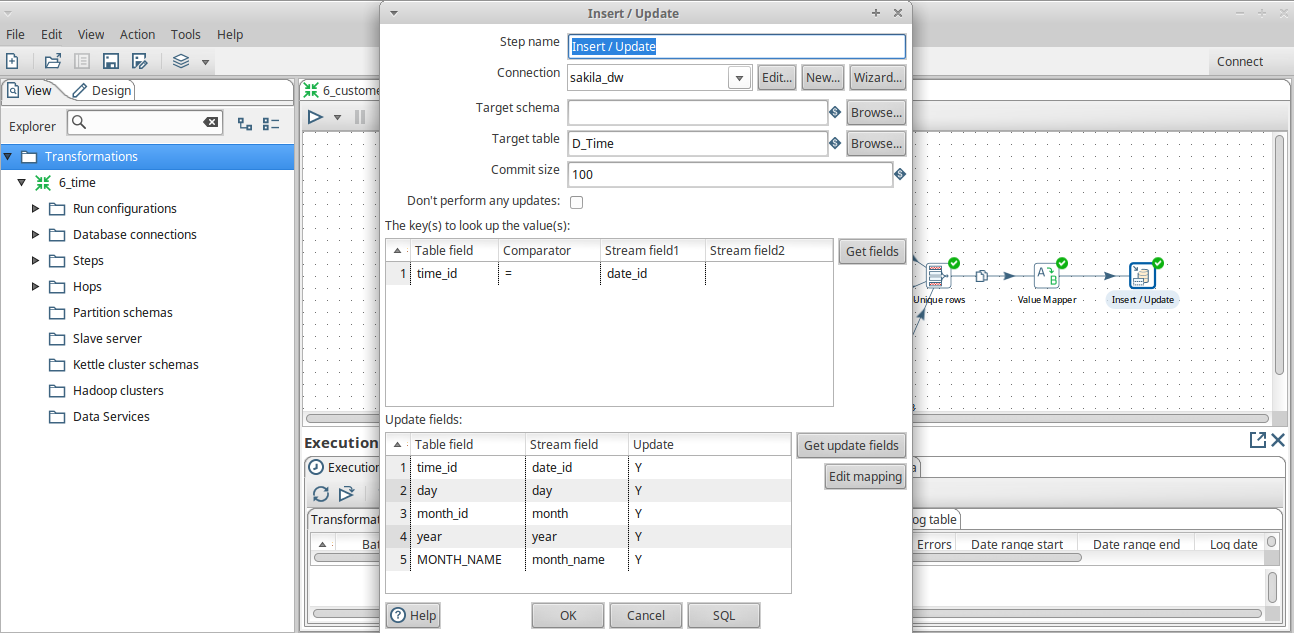 Insert / Update
File Edit View Action Tools Help
Connect
View Design
6_custome
Explorer
Transformations
6_time
Run configurations
Database connections
Steps
Hops
Partition schemas
Slave server
Kettle cluster schemas
Hadoop clusters
Data Services
Step name Insert / Update
Connection sakila_dw Edit... New... Wizard...
Target schema Browse...
Target table D_Time Browse...
Commit size 100
Don't perform any updates:
The key(s) to look up the value(s):
Table field Comparator Stream field1 Stream field2 Get fields
1 time_id = date_id
Update fields:
Table field Stream field Update Get update fields
1 time_id date_id Y Edit mapping
2 day day Y
3 month_id month Y
4 year year Y
5 MONTH_NAME month_name Y
Help OK Cancel SQL
Unique rows Value Mapper Insert / Update
Execution
Execution
Transformat og table
Bat Errors Date range start Date range end Log date